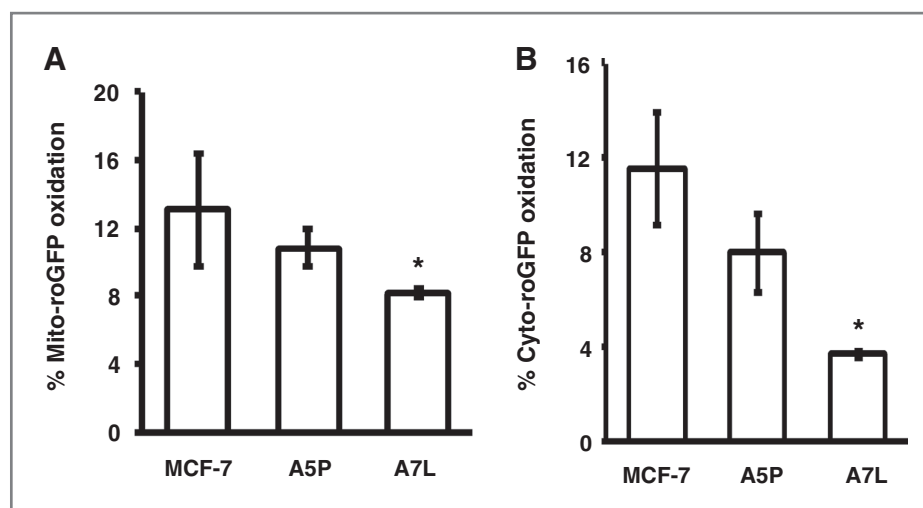 A
% Mito-roGFP oxidation
20
16
12
8
4
0
*
MCF-7 A5P A7L
B
% Cyto-roGFP oxidation
16
12
8
4
0
*
MCF-7 A5P A7L